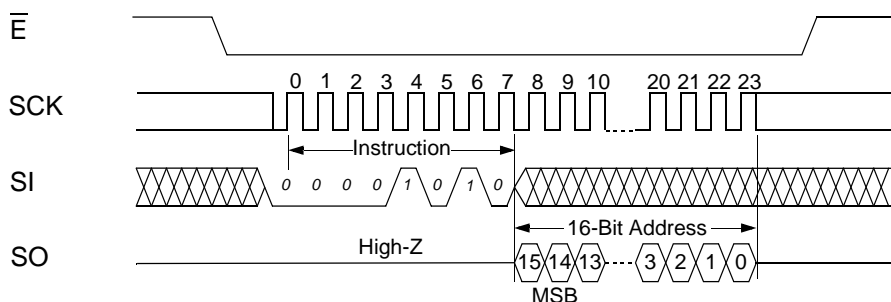 E
SCK
0 1 2 3 4 5 6 7 8 9 10 20 21 22 23
Instruction
SI
0 0 0 0 1 0 1 0
16-Bit Address
SO
High-Z
15 14 13 3 2 1 0
MSB